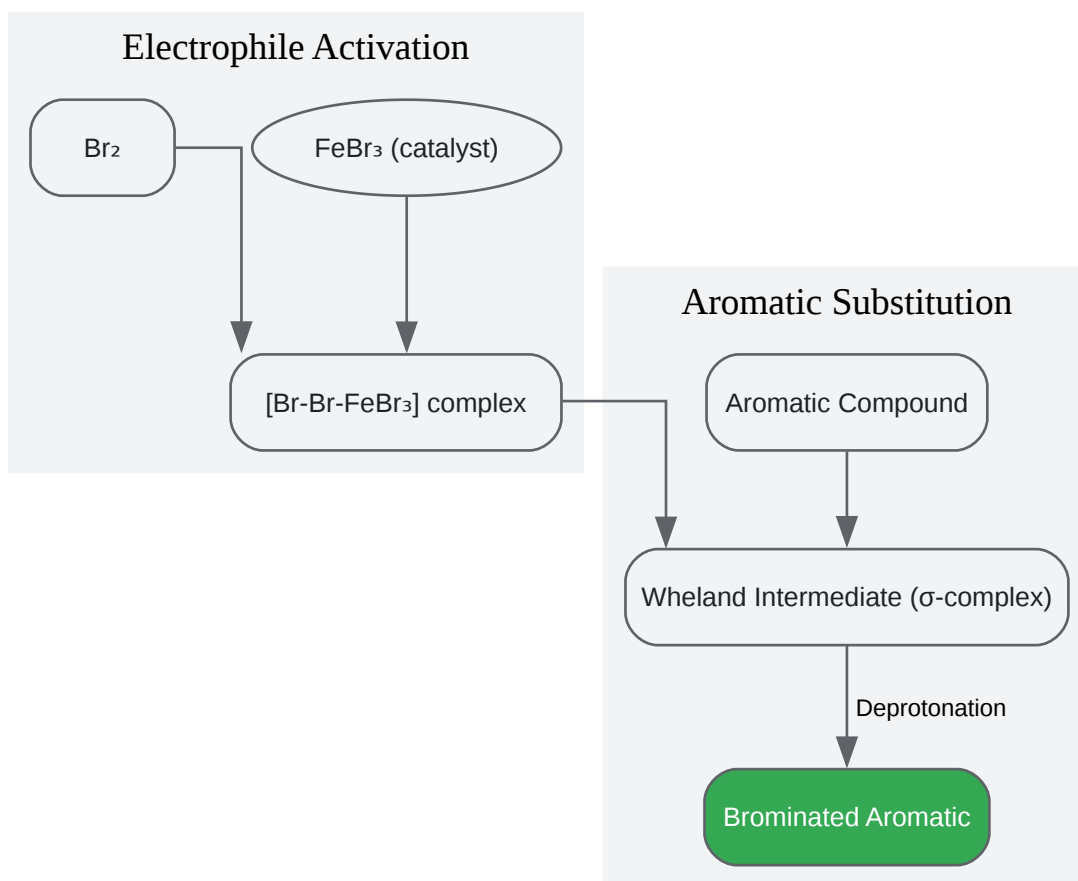 Electrophile Activation
Br₂
FeBr₃ (catalyst)
[Br-Br-FeBr₃] complex
Aromatic Substitution
Aromatic Compound
Wheland Intermediate (σ-complex)
Deprotonation
Brominated Aromatic